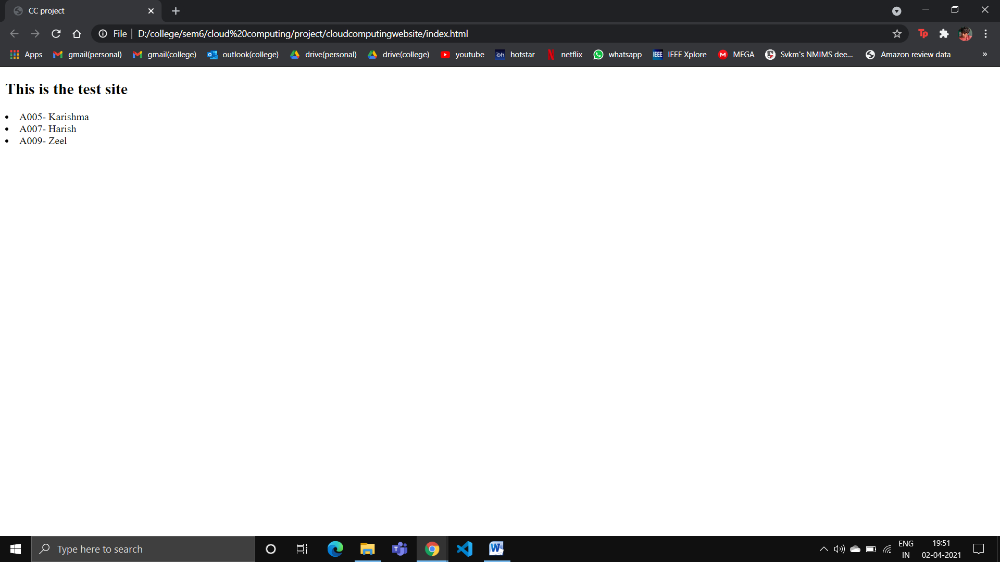 CC project
File
D:/college/sem6/cloud%20computing/project/cloudcomputingwebsite/index.html
Tp
Apps gmail(personal) gmail(college) outlook(college) drive(personal) drive(college) youtube hotstar netflix whatsapp IEEE Xplore MEGA Svkm's NMIMS dee... Amazon review data »
This is the test site
• A005- Karishma
• A007- Harish
• A009- Zeel
Type here to search
ENG
IN
19:51
02-04-2021